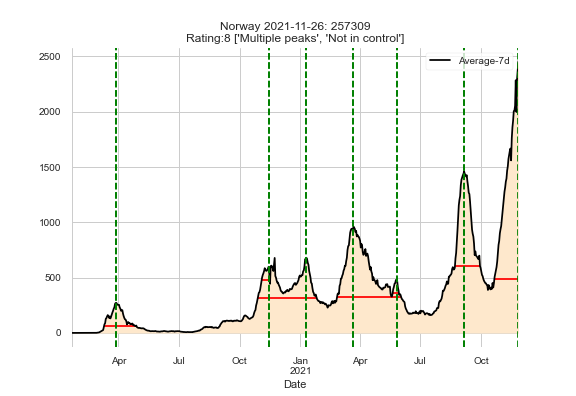 Norway 2021-11-26: 257309
Rating:8 ['Multiple peaks', 'Not in control']
Average-7d
2500
2000
1500
1000
500
0
Apr Jul Oct Jan Apr Jul Oct
2021
Date